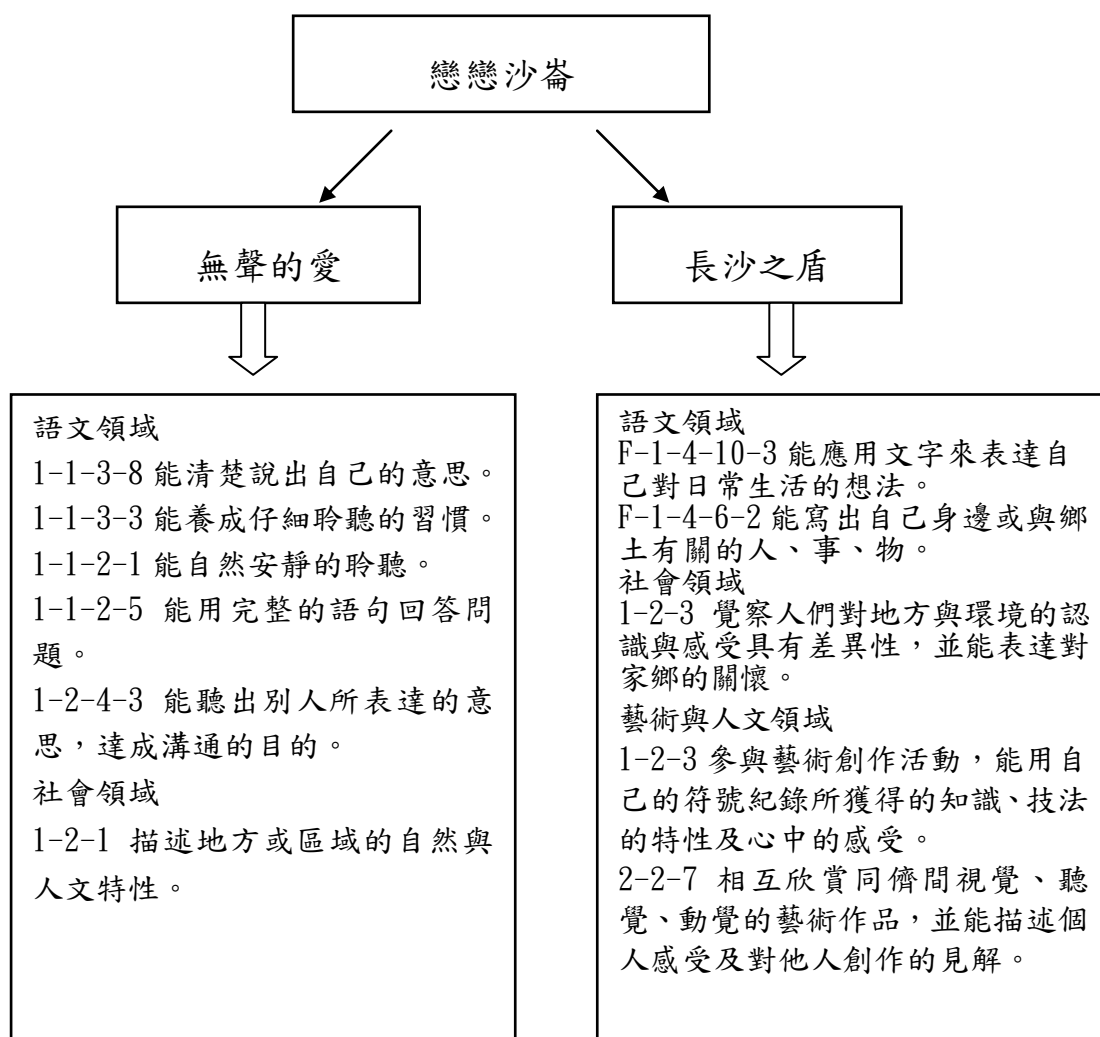 戀戀沙崙
無聲的愛
長沙之盾
語文領域
1-1-3-8 能清楚說出自己的意思。
1-1-3-3 能養成仔細聆聽的習慣。
1-1-2-1 能自然安靜的聆聽。
1-1-2-5 能用完整的語句回答問
題。
1-2-4-3 能聽出別人所表達的意
思,達成溝通的目的。
社會領域
1-2-1 描述地方或區域的自然與
人文特性。
語文領域
F-1-4-10-3 能應用文字來表達自
己對日常生活的想法。
F-1-4-6-2 能寫出自己身邊或與鄉
土有關的人、事、物。
社會領域
1-2-3 覺察人們對地方與環境的認
識與感受具有差異性,並能表達對
家鄉的關懷。
藝術與人文領域
1-2-3 參與藝術創作活動,能用自
己的符號紀錄所獲得的知識、技法
的特性及心中的感受。
2-2-7 相互欣賞同儕間視覺、聽
覺、動覺的藝術作品,並能描述個
人感受及對他人創作的見解。